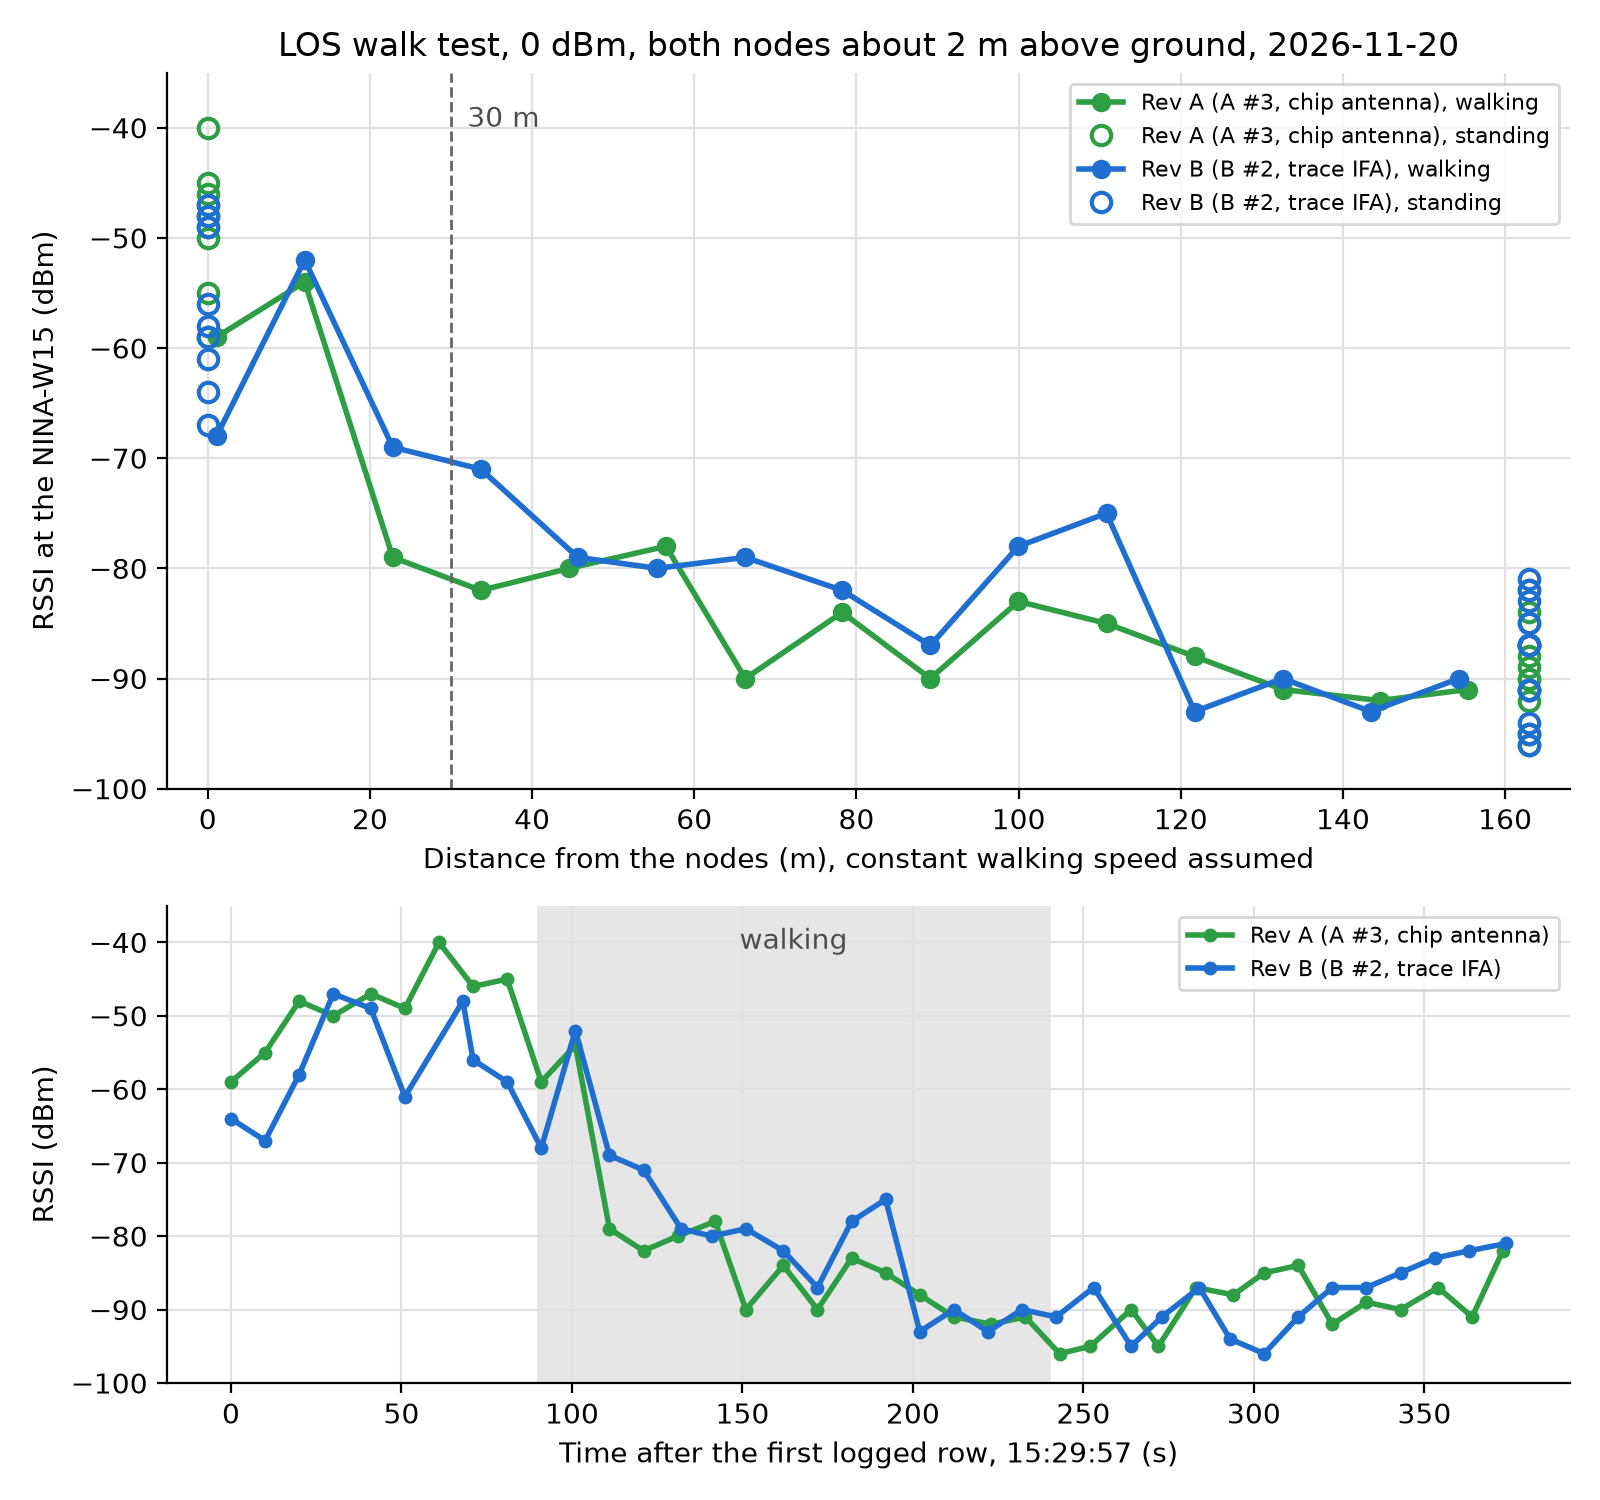 LOS walk test, 0 dBm, both nodes about 2 m above ground, 2026-11-20
RSSI at the NINA-W15 (dBm)
−40
−50
−60
−70
−80
−90
−100
30 m
Rev A (A #3, chip antenna), walking
Rev A (A #3, chip antenna), standing
Rev B (B #2, trace IFA), walking
Rev B (B #2, trace IFA), standing
0 20 40 60 80 100 120 140 160
Distance from the nodes (m), constant walking speed assumed
RSSI (dBm)
−40
−50
−60
−70
−80
−90
−100
walking
Rev A (A #3, chip antenna)
Rev B (B #2, trace IFA)
0 50 100 150 200 250 300 350
Time after the first logged row, 15:29:57 (s)